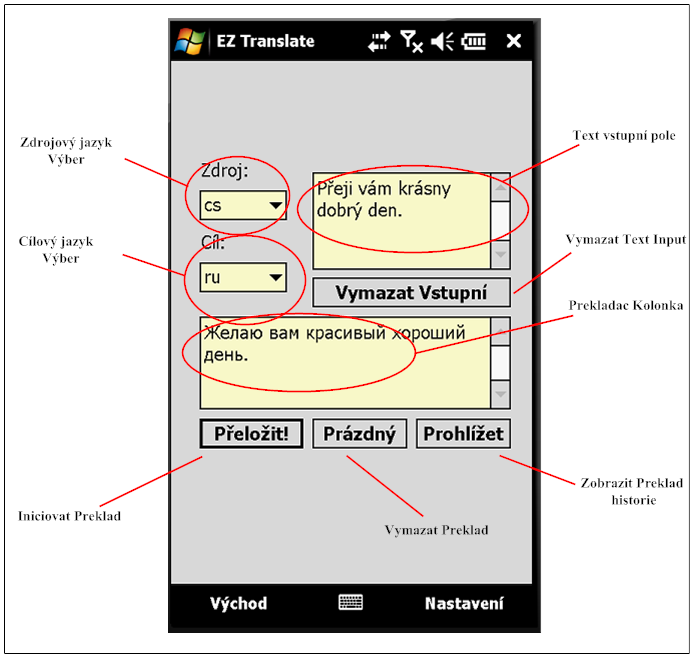 EZ Translate
Zdrojový jazyk
Výber
Text vstupní pole
Zdroj:
Přeji vám krásny
dobrý den.
cs
Cílový jazyk
Výber
Cíl:
Vymazat Text Input
ru
Vymazat Vstupní
Prekladac Kolonka
Желаю вам красивый хороший
день.
Přeložit!
Prázdný
Prohlížet
Zobrazit Preklad
historie
Iniciovat Preklad
Vymazat Preklad
Východ
Nastavení